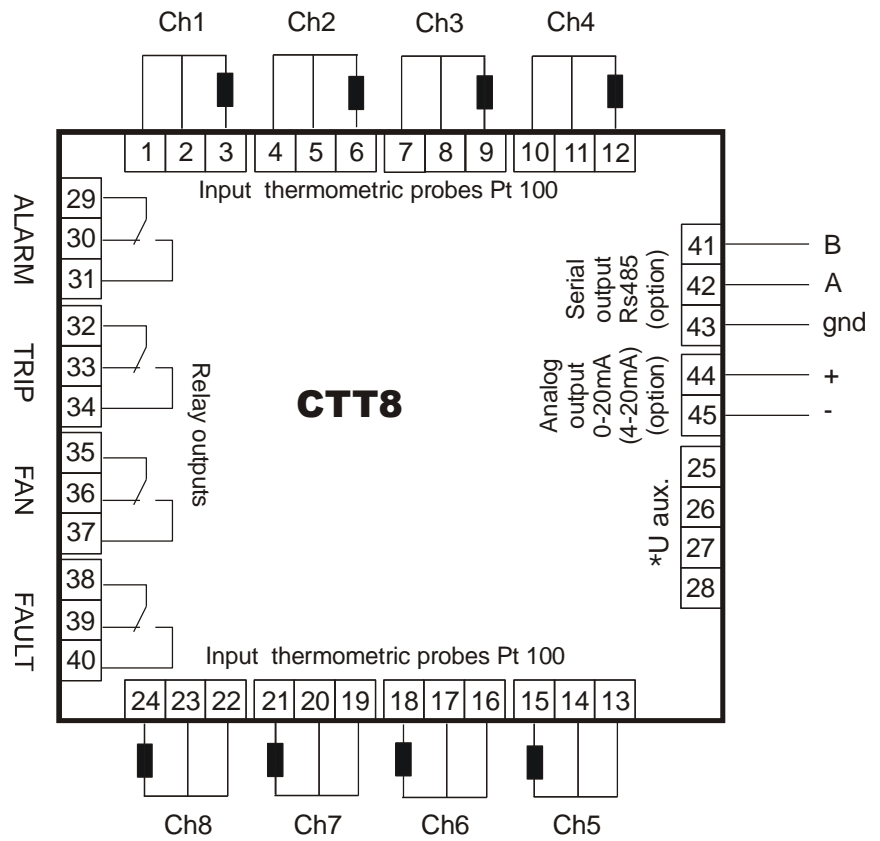 Ch1 Ch2 Ch3 Ch4
1 2 3 4 5 6 7 8 9 10 11 12
Input thermometric probes Pt 100
ALARM
29
30
31
TRIP
32
33
34
FAN
35
36
37
FAULT
38
39
40
Relay outputs
CTT8
Serial
output
Rs485
(option)
41 B
42 A
43 gnd
Analog
output
0-20mA
(4-20mA)
(option)
44 +
45 -
*U aux.
25
26
27
28
Input thermometric probes Pt 100
24 23 22 21 20 19 18 17 16 15 14 13
Ch8 Ch7 Ch6 Ch5